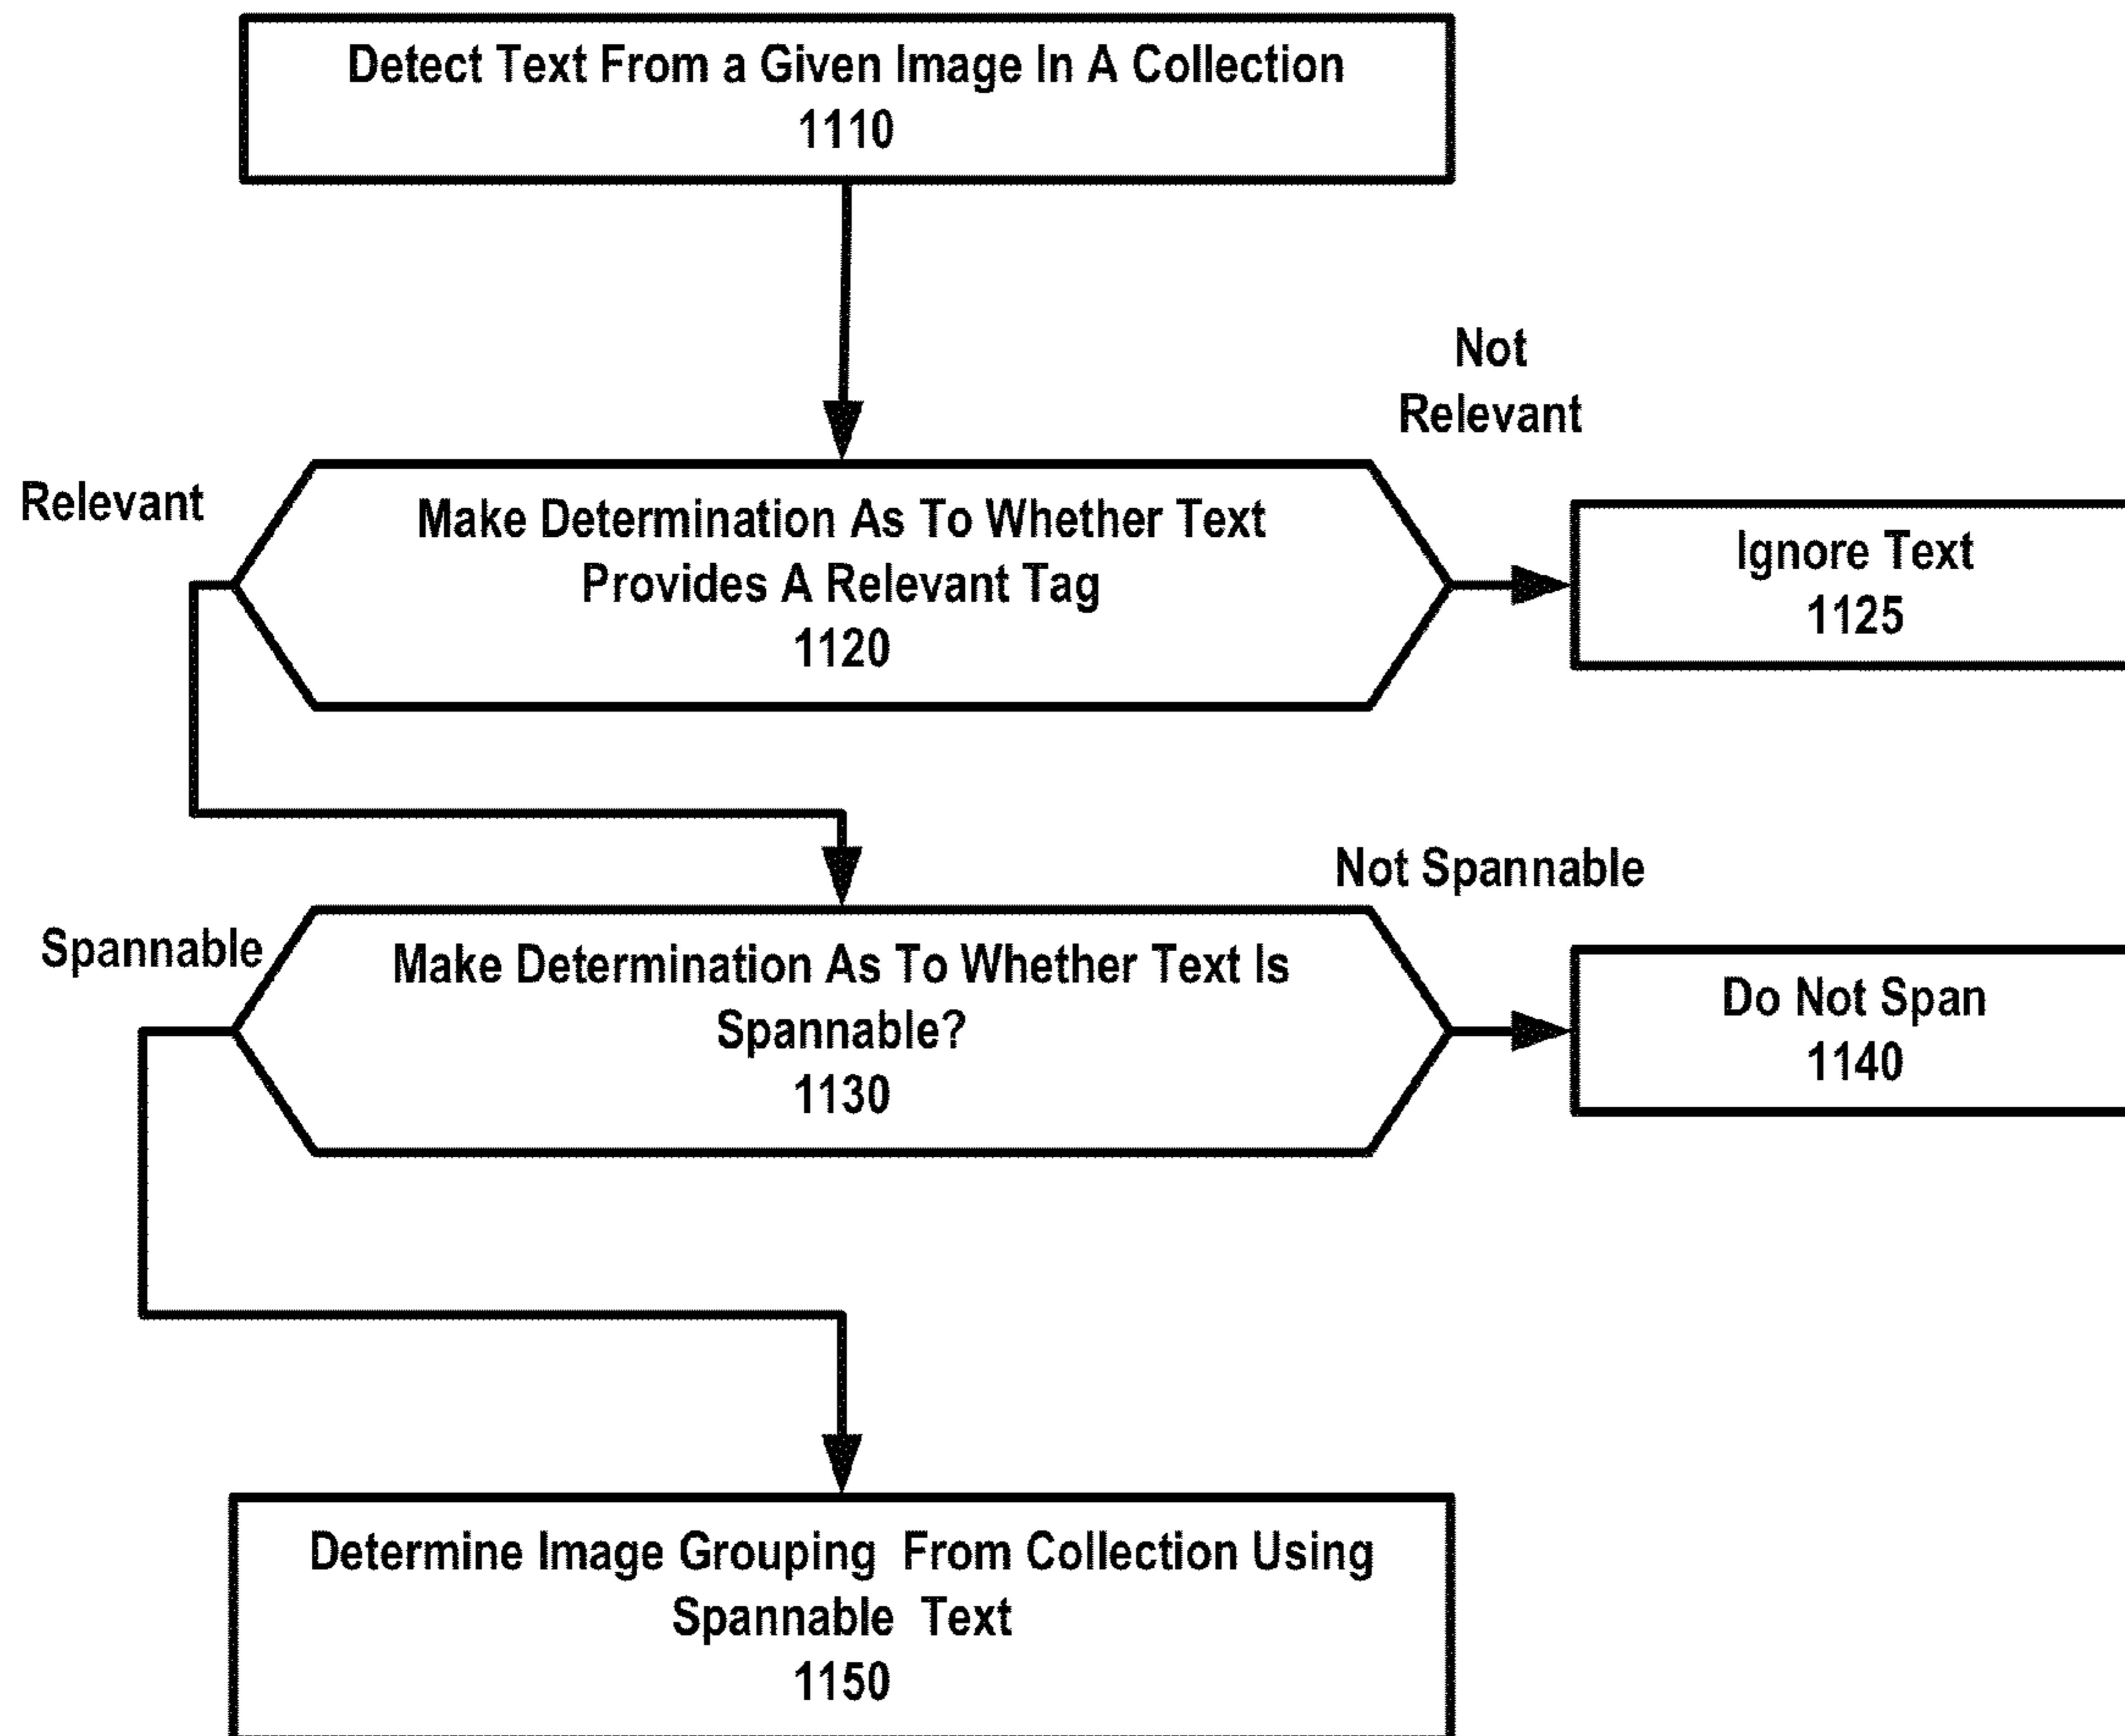 Detect Text From a Given Image In A Collection
1110
Not
Relevant
Relevant
Make Determination As To Whether Text
Provides A Relevant Tag
1120
Ignore Text
1125
Not Spannable
Spannable
Make Determination As To Whether Text Is
Spannable?
1130
Do Not Span
1140
Determine Image Grouping From Collection Using
Spannable Text
1150